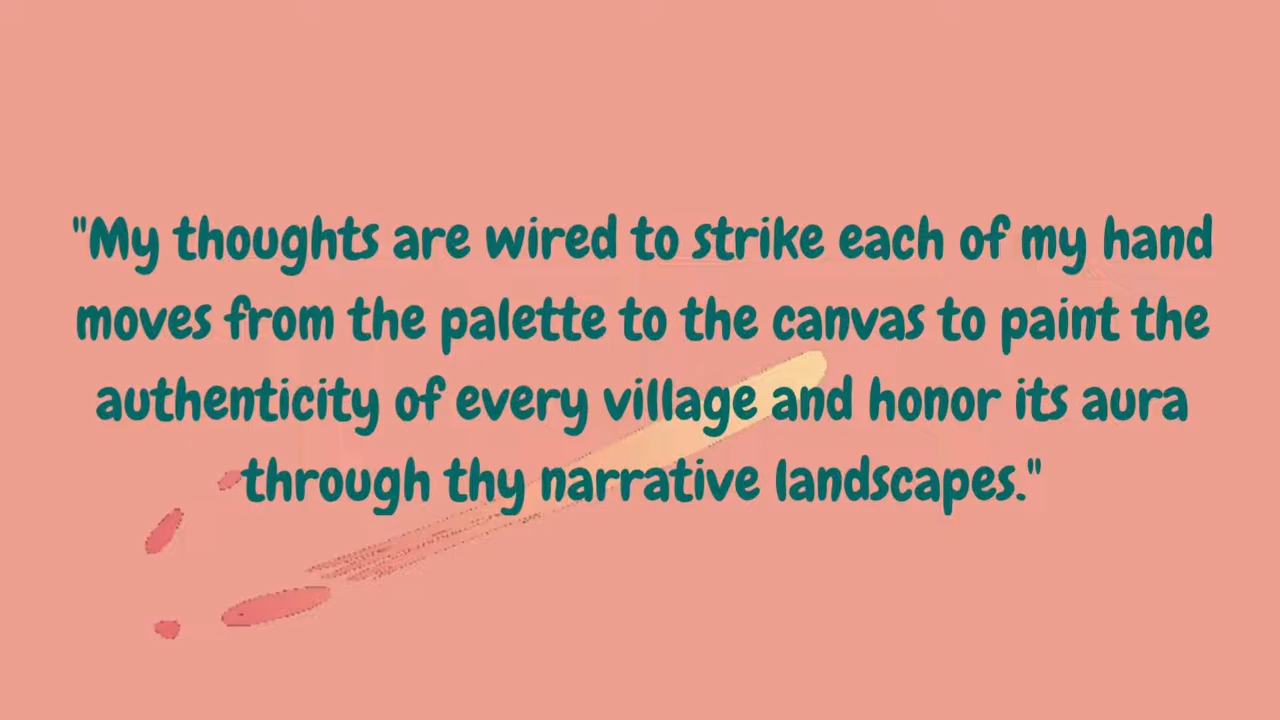 "My thoughts are wired to strike each of my hand
moves from the palette to the canvas to paint the
authenticity of every village and honor its aura
through thy narrative landscapes."